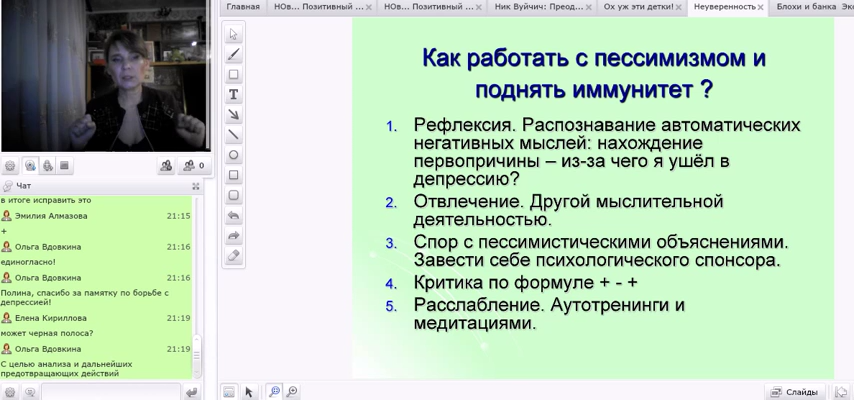 Главная
НОв... Позитивный ...
НОв... Позитивный ...
Ник Вуйчич: Преод...
Ох уж эти детки!
Неуверенность
Блохи и банка
Эко
Как работать с пессимизмом и
поднять иммунитет ?
1. Рефлексия. Распознавание автоматических
негативных мыслей: нахождение
первопричины – из-за чего я ушёл в
депрессию?
2. Отвлечение. Другой мыслительной
деятельностью.
3. Спор с пессимистическими объяснениями.
Завести себе психологического спонсора.
4. Критика по формуле + - +
5. Расслабление. Аутотренинги и
медитациями.
0
Чат
в итоге исправить это
Эмилия Алмазова 21:15
+
Ольга Вдовкина 21:16
единогласно!
Ольга Вдовкина 21:16
Полина, спасибо за памятку по борьбе с
депрессией!
Елена Кириллова 21:19
может черная полоса?
Ольга Вдовкина 21:19
С целью анализа и дальнейших
предотвращающих действий
Слайды